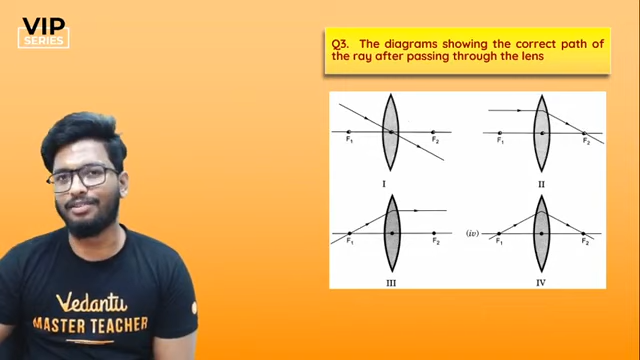 VIP
SERIES
Q3. The diagrams showing the correct path of
the ray after passing through the lens
F1 F2
I
F1 F2
II
F1 F2
III
(iv) F1 F2
IV
Vedantu
MASTER TEACHER